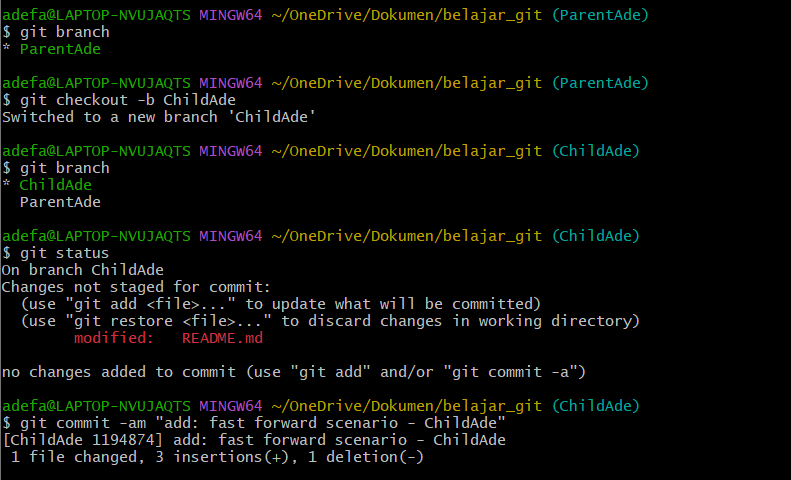 adefa@LAPTOP-NVUJAQTS MINGW64 ~/OneDrive/Dokumen/belajar_git (ParentAde)
$ git branch
* ParentAde
adefa@LAPTOP-NVUJAQTS MINGW64 ~/OneDrive/Dokumen/belajar_git (ParentAde)
$ git checkout -b ChildAde
Switched to a new branch 'ChildAde'
adefa@LAPTOP-NVUJAQTS MINGW64 ~/OneDrive/Dokumen/belajar_git (ChildAde)
$ git branch
* ChildAde
ParentAde
adefa@LAPTOP-NVUJAQTS MINGW64 ~/OneDrive/Dokumen/belajar_git (ChildAde)
$ git status
On branch ChildAde
Changes not staged for commit:
(use "git add <file>..." to update what will be committed)
(use "git restore <file>..." to discard changes in working directory)
modified:   README.md
no changes added to commit (use "git add" and/or "git commit -a")
adefa@LAPTOP-NVUJAQTS MINGW64 ~/OneDrive/Dokumen/belajar_git (ChildAde)
$ git commit -am "add: fast forward scenario - ChildAde"
[ChildAde 1194874] add: fast forward scenario - ChildAde
1 file changed, 3 insertions(+), 1 deletion(-)